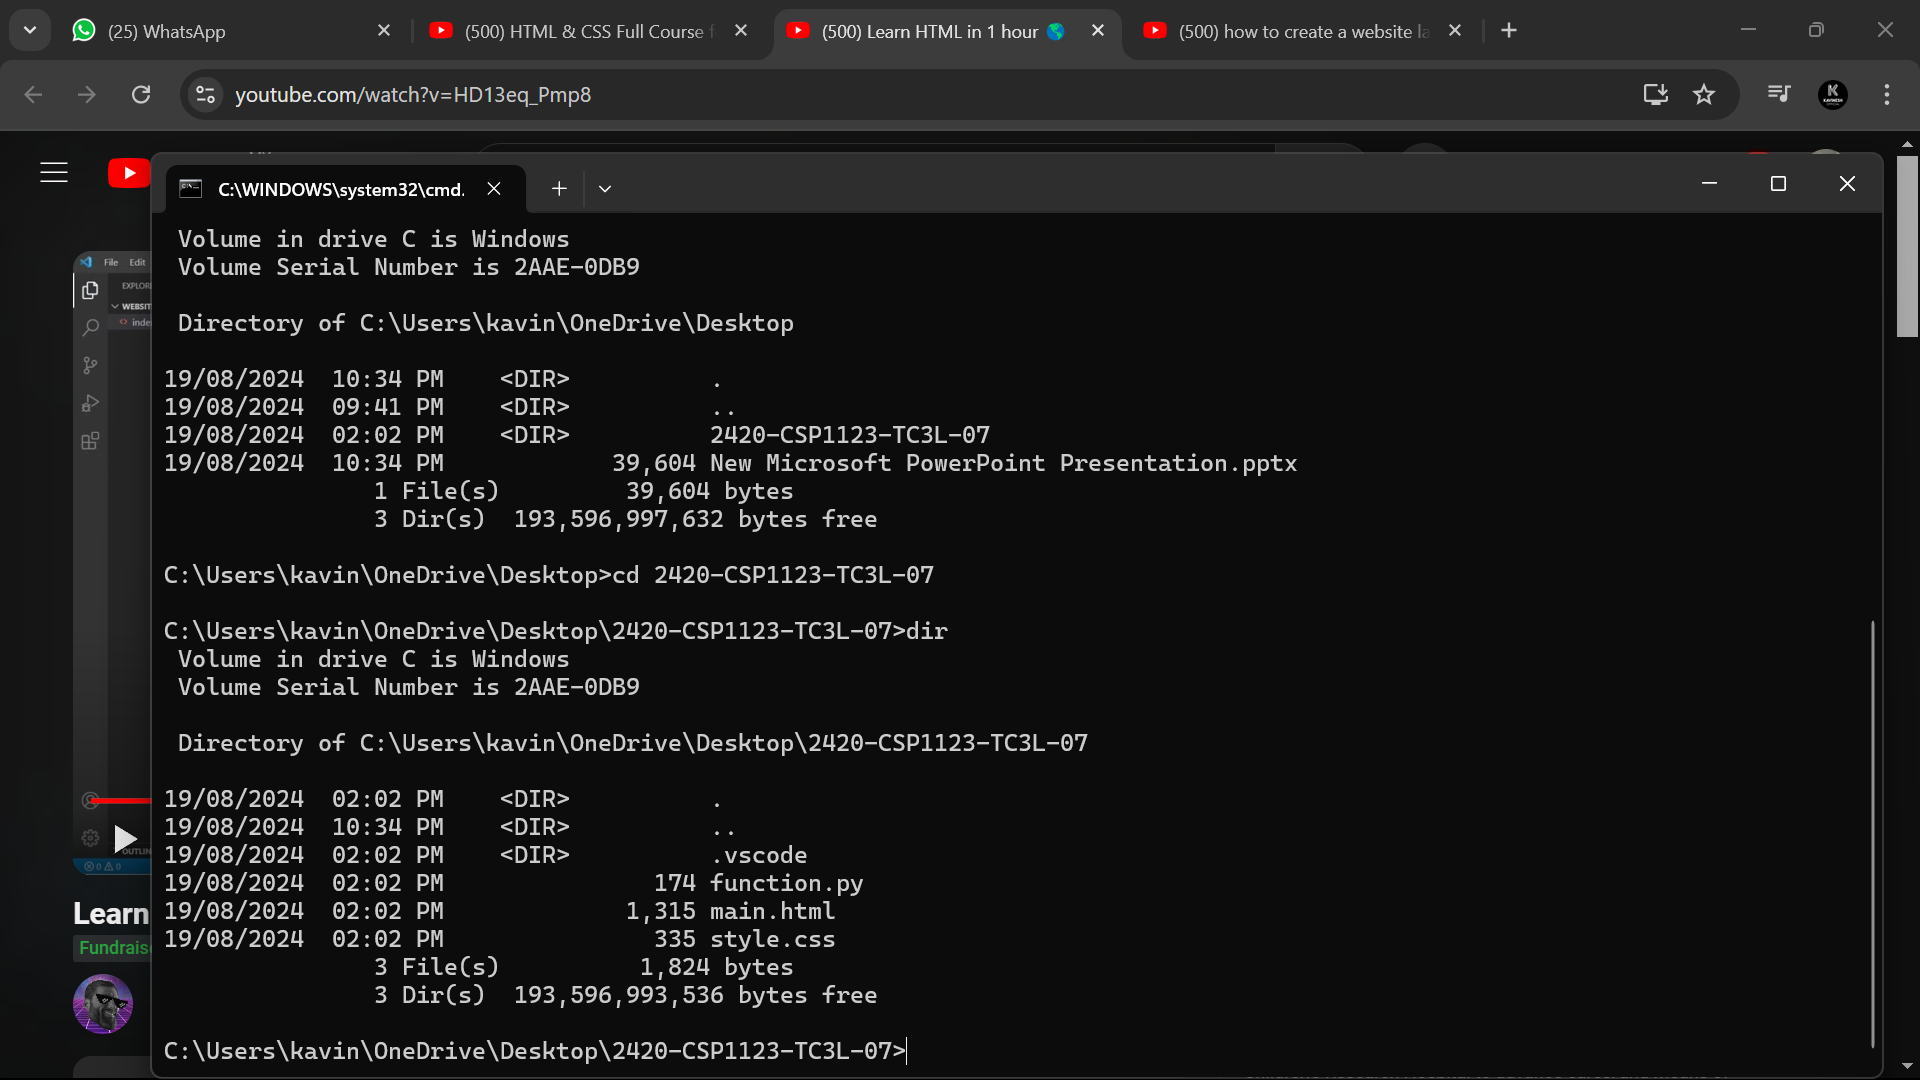 (25) WhatsApp
(500) HTML & CSS Full Course f
(500) Learn HTML in 1 hour
(500) how to create a website la
youtube.com/watch?v=HD13eq_Pmp8
C:\WINDOWS\system32\cmd.
File Edit
EXPLOR
WEBSIT
inde
Volume in drive C is Windows
Volume Serial Number is 2AAE-0DB9
Directory of C:\Users\kavin\OneDrive\Desktop
19/08/2024 10:34 PM <DIR> .
19/08/2024 09:41 PM <DIR> ..
19/08/2024 02:02 PM <DIR> 2420-CSP1123-TC3L-07
19/08/2024 10:34 PM 39,604 New Microsoft PowerPoint Presentation.pptx
1 File(s) 39,604 bytes
3 Dir(s) 193,596,997,632 bytes free
C:\Users\kavin\OneDrive\Desktop>cd 2420-CSP1123-TC3L-07
C:\Users\kavin\OneDrive\Desktop\2420-CSP1123-TC3L-07>dir
Volume in drive C is Windows
Volume Serial Number is 2AAE-0DB9
Directory of C:\Users\kavin\OneDrive\Desktop\2420-CSP1123-TC3L-07
19/08/2024 02:02 PM <DIR> .
19/08/2024 10:34 PM <DIR> ..
19/08/2024 02:02 PM <DIR> .vscode
19/08/2024 02:02 PM 174 function.py
19/08/2024 02:02 PM 1,315 main.html
19/08/2024 02:02 PM 335 style.css
3 File(s) 1,824 bytes
3 Dir(s) 193,596,993,536 bytes free
C:\Users\kavin\OneDrive\Desktop\2420-CSP1123-TC3L-07>
OUTLIN
0 0
Learn
Fundrais